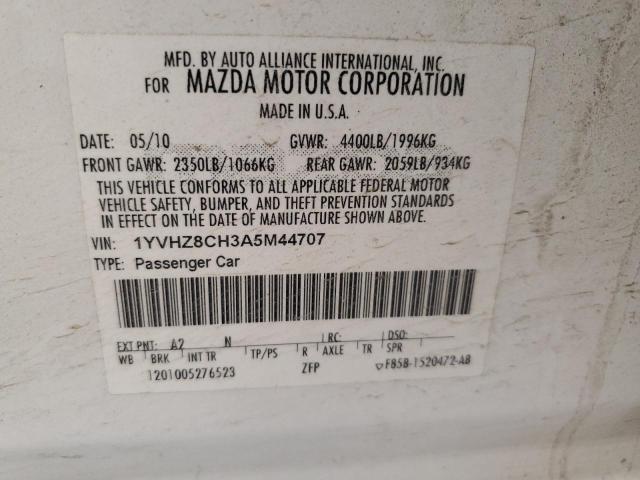 MFD. BY AUTO ALLIANCE INTERNATIONAL, INC.
FOR MAZDA MOTOR CORPORATION
MADE IN U.S.A.
DATE: 05/10 GVWR: 4400LB/1996KG
FRONT GAWR: 2350LB/1066KG REAR GAWR: 2059LB/934KG
THIS VEHICLE CONFORMS TO ALL APPLICABLE FEDERAL MOTOR
VEHICLE SAFETY, BUMPER, AND THEFT PREVENTION STANDARDS
IN EFFECT ON THE DATE OF MANUFACTURE SHOWN ABOVE.
VIN: 1YVHZ8CH3A5M44707
TYPE: Passenger Car
EXT PNT: A2 N RC: DSO:
WB BRK INT TR TP/PS R AXLE TR SPR
1201005276523 ZFP F85B-1520472-AB